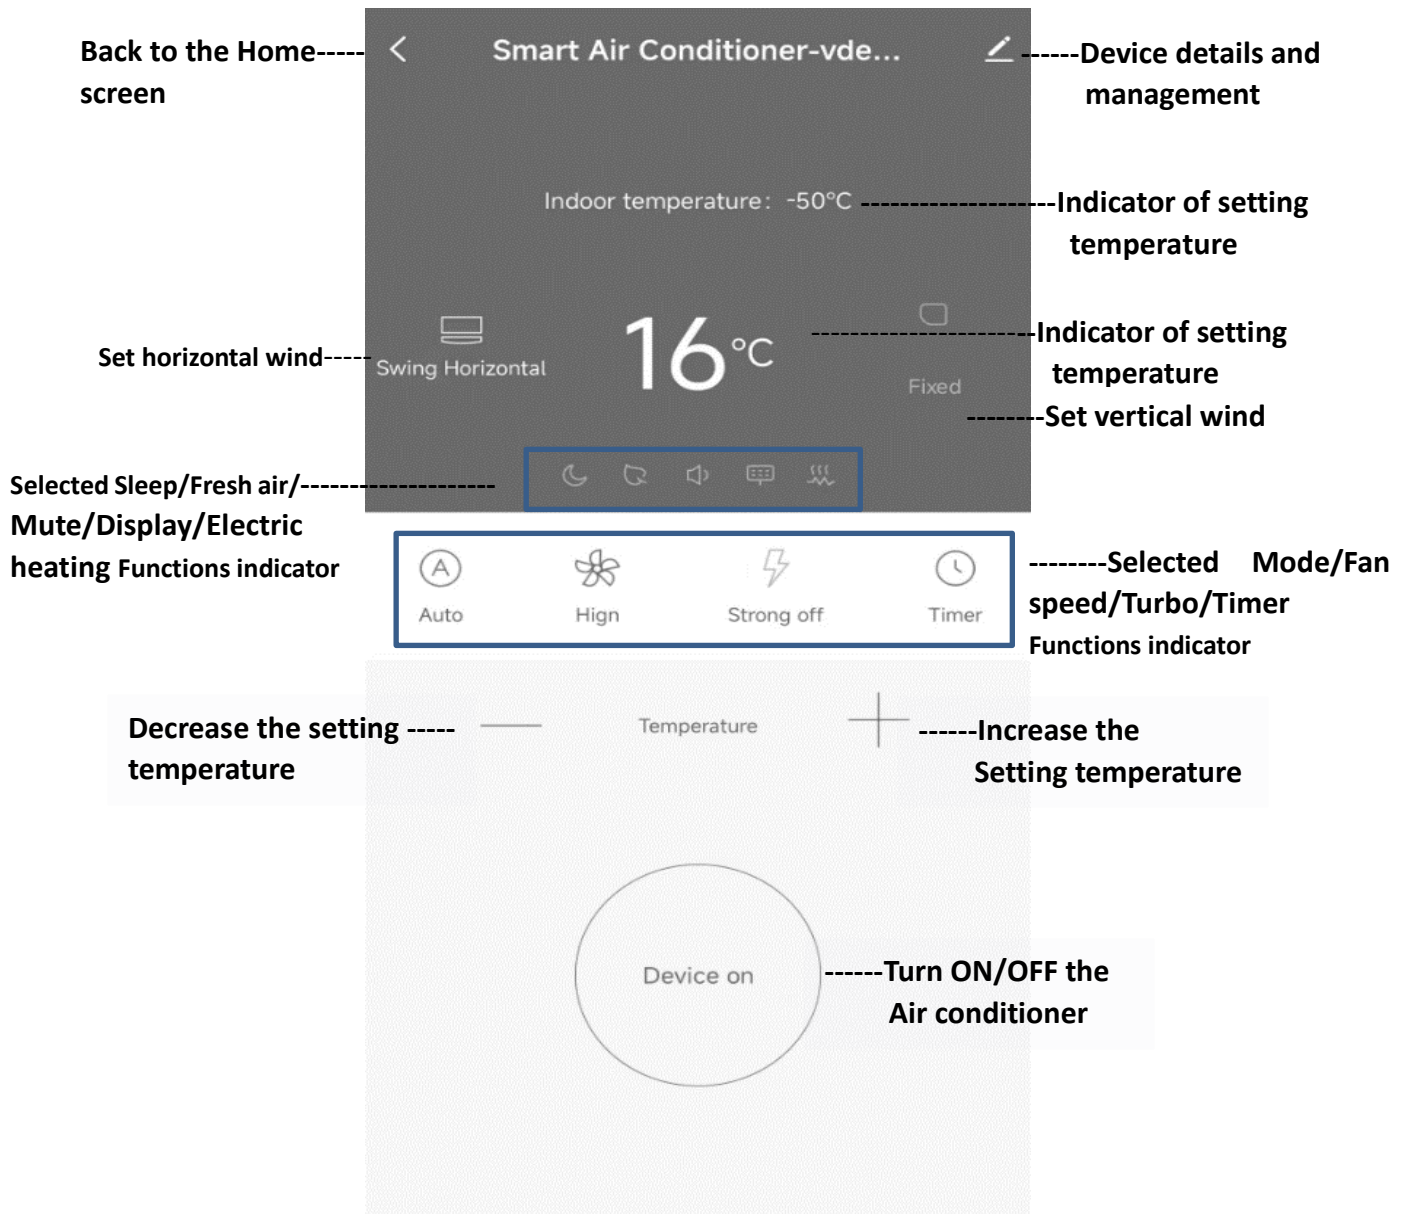 Back to the Home-----
screen
Smart Air Conditioner-vde...
------Device details and
management
Indoor temperature: -50°C
--------------------Indicator of setting
temperature
Set horizontal wind-----
Swing Horizontal
16°C
-----------------------Indicator of setting
temperature
Fixed
--------Set vertical wind
Selected Sleep/Fresh air/--------------------
Mute/Display/Electric
heating Functions indicator
A
Auto
Hign
Strong off
Timer
--------Selected Mode/Fan
speed/Turbo/Timer
Functions indicator
Decrease the setting -----
temperature
Temperature
------Increase the
Setting temperature
Device on
------Turn ON/OFF the
Air conditioner